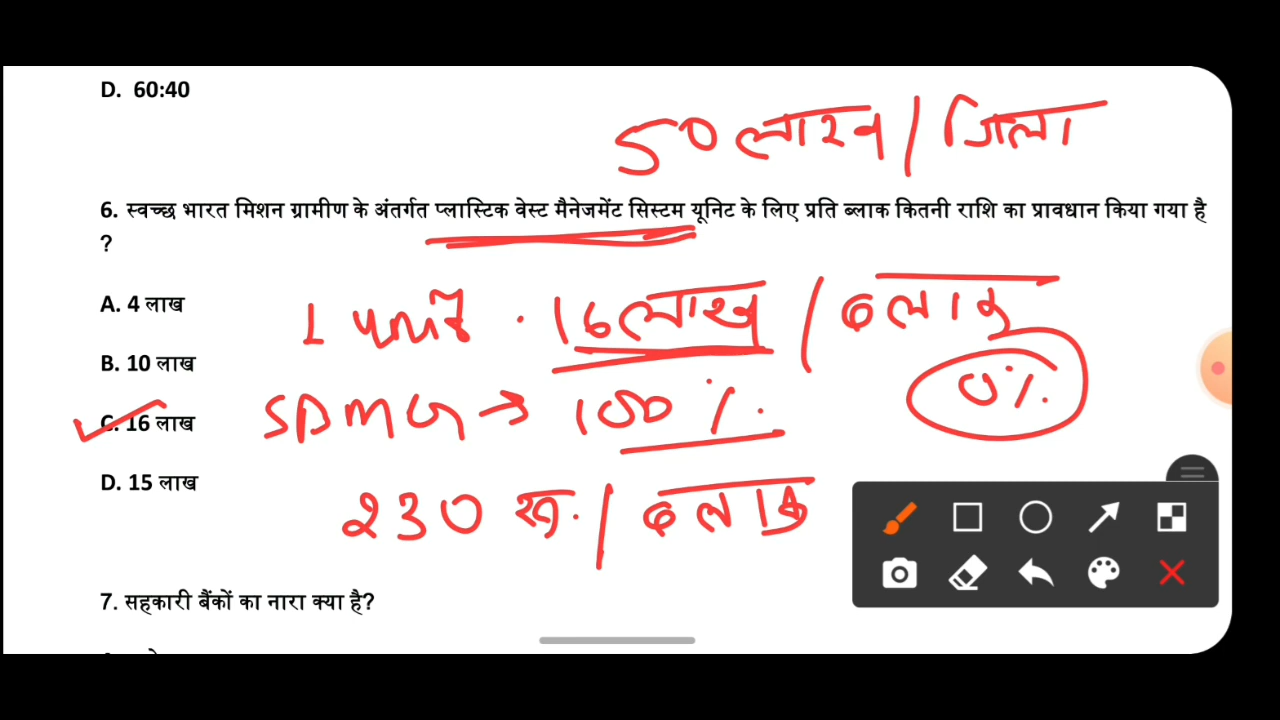 D. 60:40
50 लाख / जिला
6. स्वच्छ भारत मिशन ग्रामीण के अंतर्गत प्लास्टिक वेस्ट मैनेजमेंट सिस्टम यूनिट के लिए प्रति ब्लाक कितनी राशि का प्रावधान किया गया है
?
A. 4 लाख
1 unit . 16 लाख / ब्लाक
B. 10 लाख
0%.
C. 16 लाख
→ 100 %.
D. 15 लाख
230 रू. / ब्लाक
7. सहकारी बैंकों का नारा क्या है?